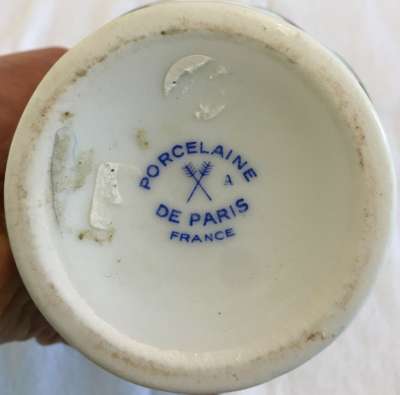 PORCELAINE
A
DE PARIS
FRANCE